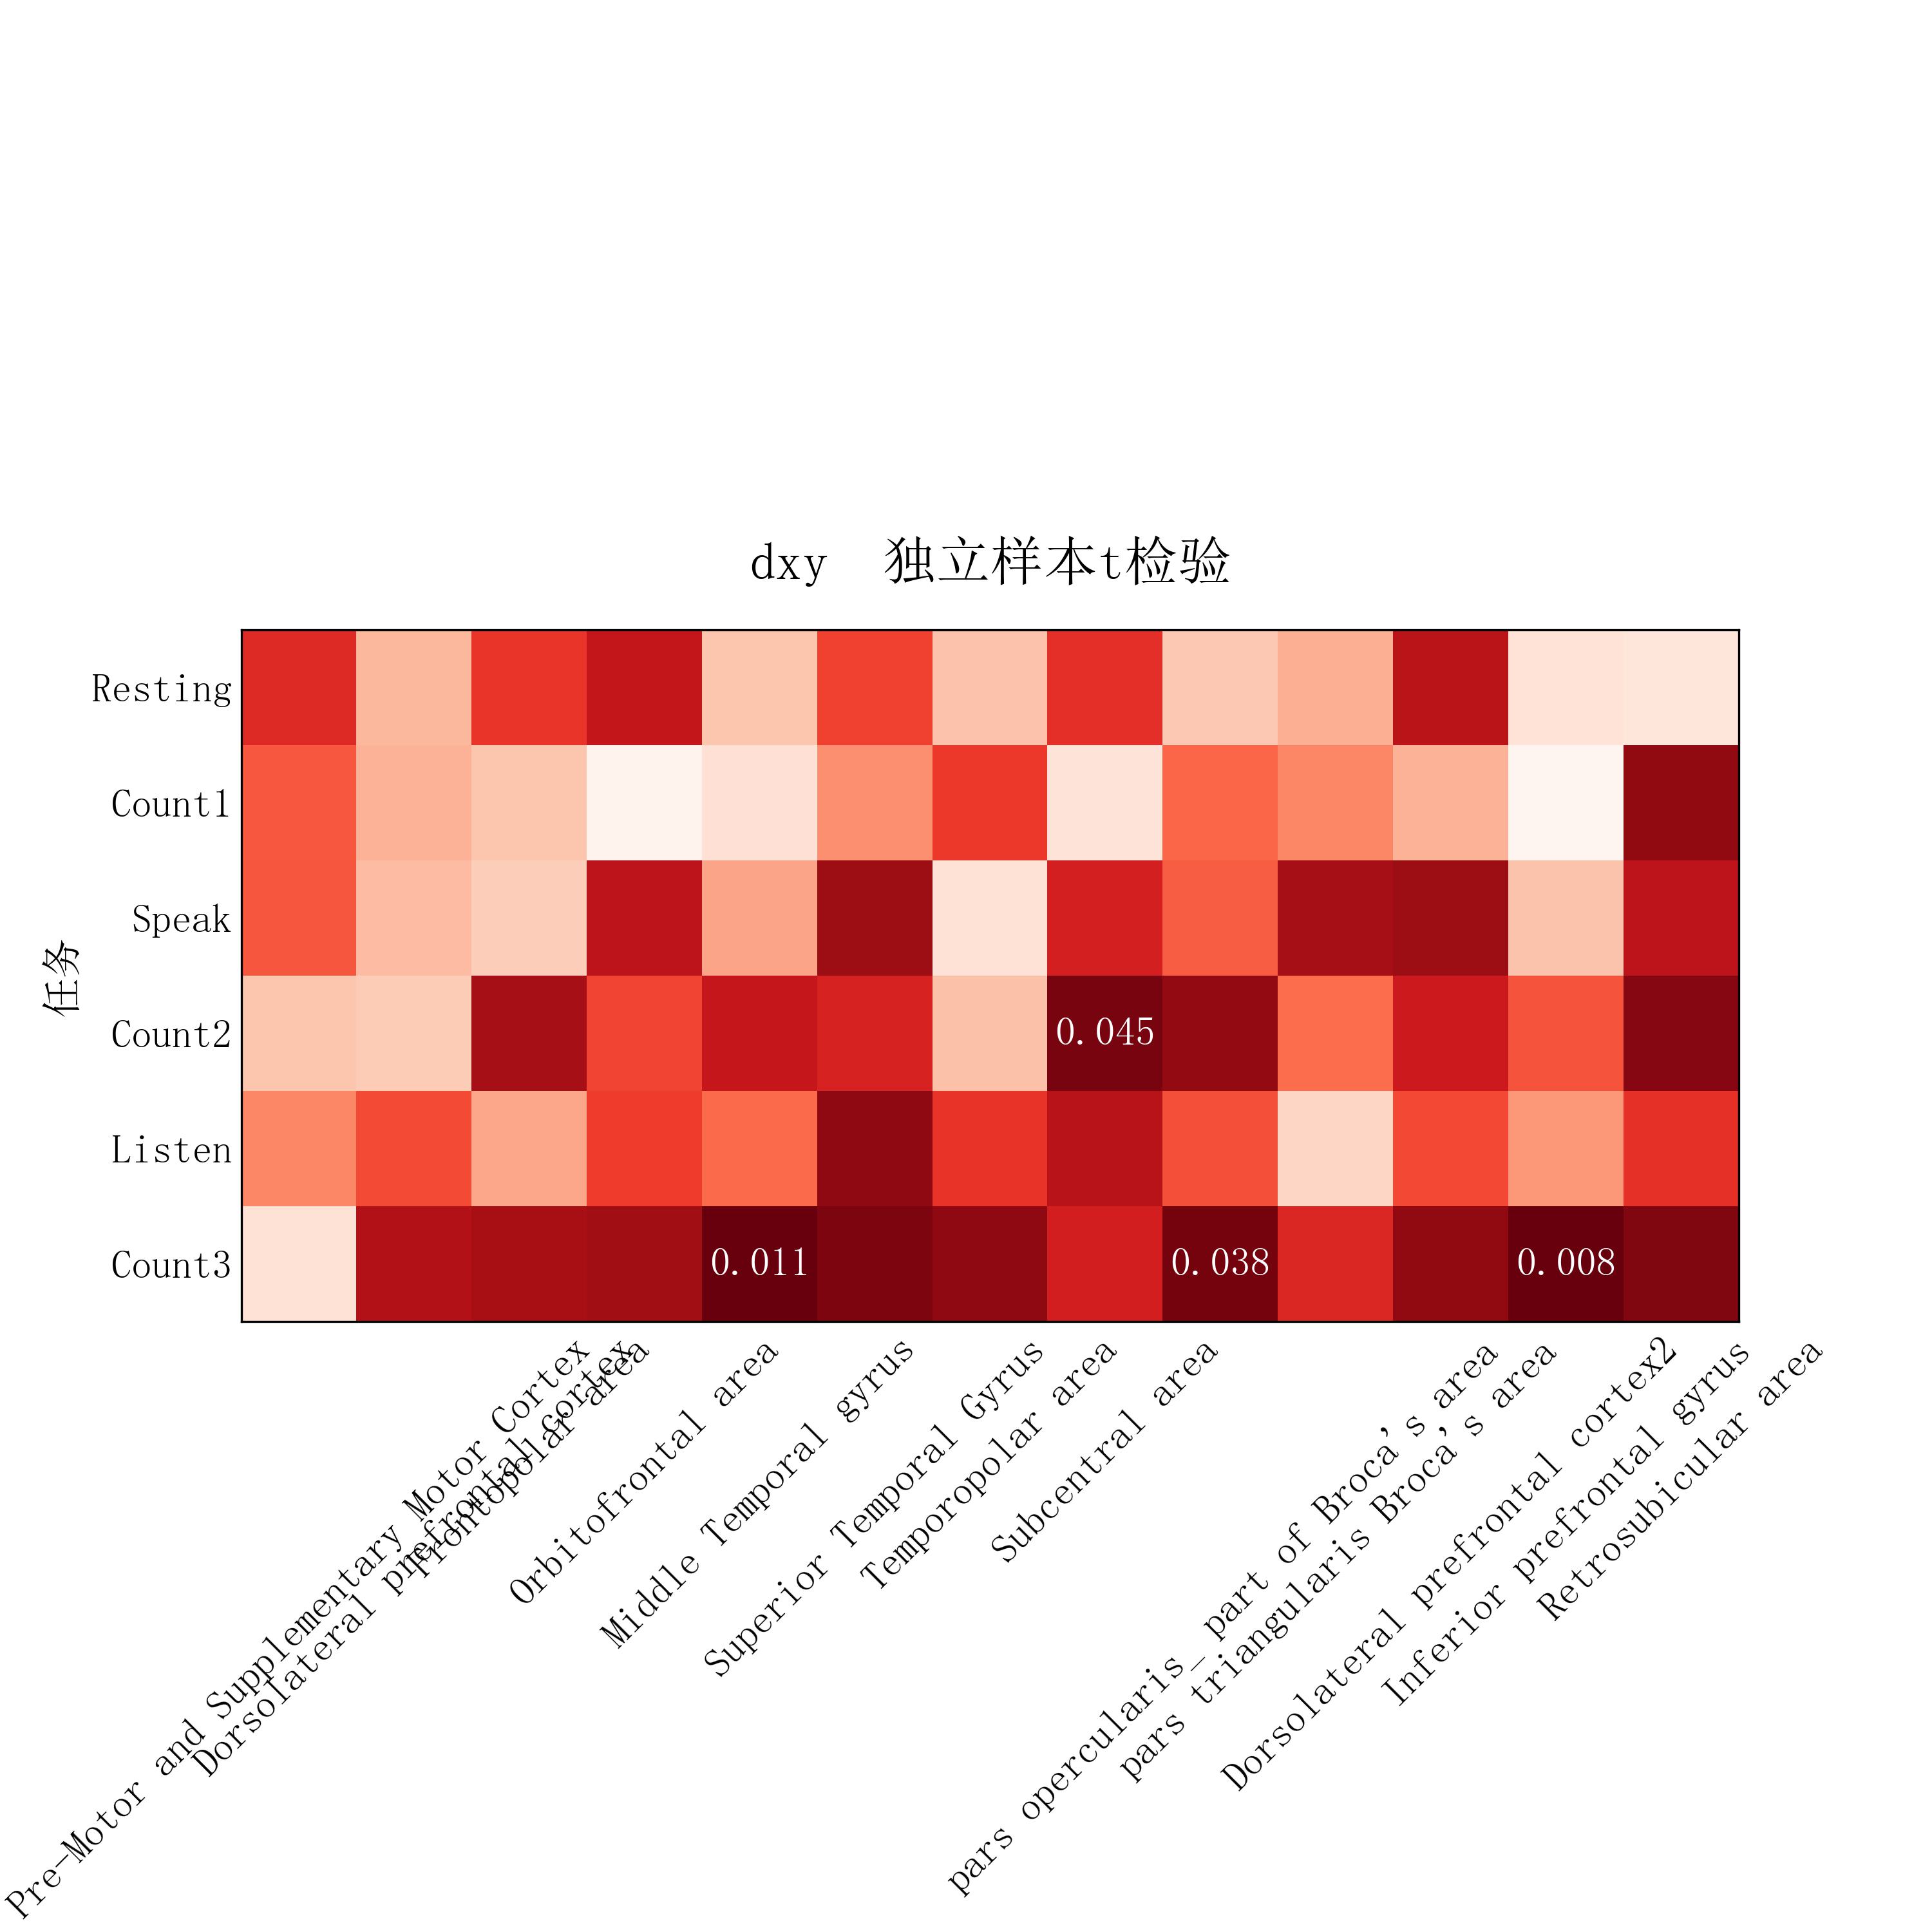 dxy  独立样本t检验
任务
Resting
Count1
Speak
Count2
0.045
Listen
Count3
0.011
0.038
0.008
Pre-Motor and Supplementary Motor Cortex
Dorsolateral prefrontal cortex
Frontopolar area
Orbitofrontal area
Middle Temporal gyrus
Superior Temporal Gyrus
Temporopolar area
Subcentral area
pars opercularis_ part of Broca's area
pars triangularis Broca's area
Dorsolateral prefrontal cortex2
Inferior prefrontal gyrus
Retrosubicular area